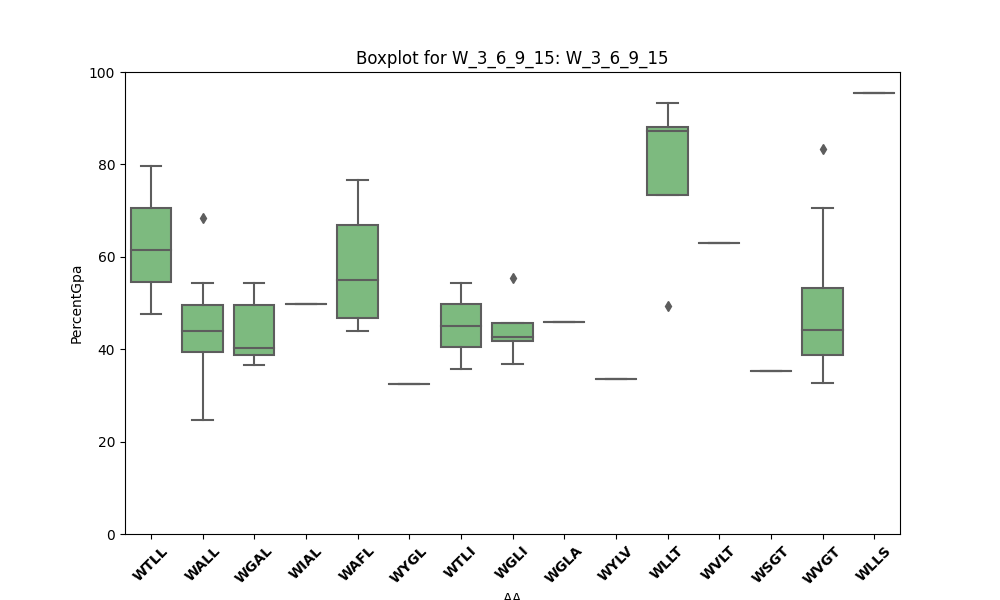 Boxplot for W_3_6_9_15: W_3_6_9_15
100
80
60
40
20
0
PercentGpa
WTLL
WALL
WGAL
WIAL
WAFL
WYGL
WTLI
WGLI
WGLA
WYLV
WLLT
WVLT
WSGT
WVGT
WLLS
AA